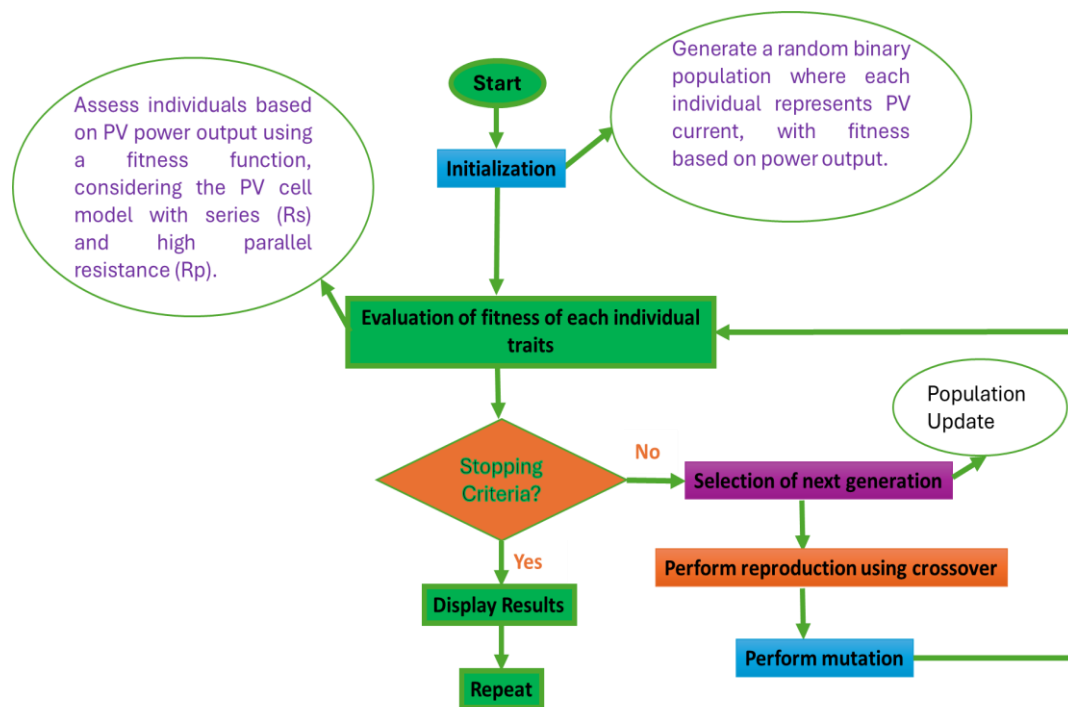 Start
Generate a random binary
population where each
individual represents PV
current, with fitness
based on power output.
Assess individuals based
on PV power output using
a fitness function,
considering the PV cell
model with series (Rs)
and high parallel
resistance (Rp).
Initialization
Evaluation of fitness of each individual
traits
Population
Update
Stopping
Criteria?
No
Selection of next generation
Yes
Perform reproduction using crossover
Display Results
Perform mutation
Repeat